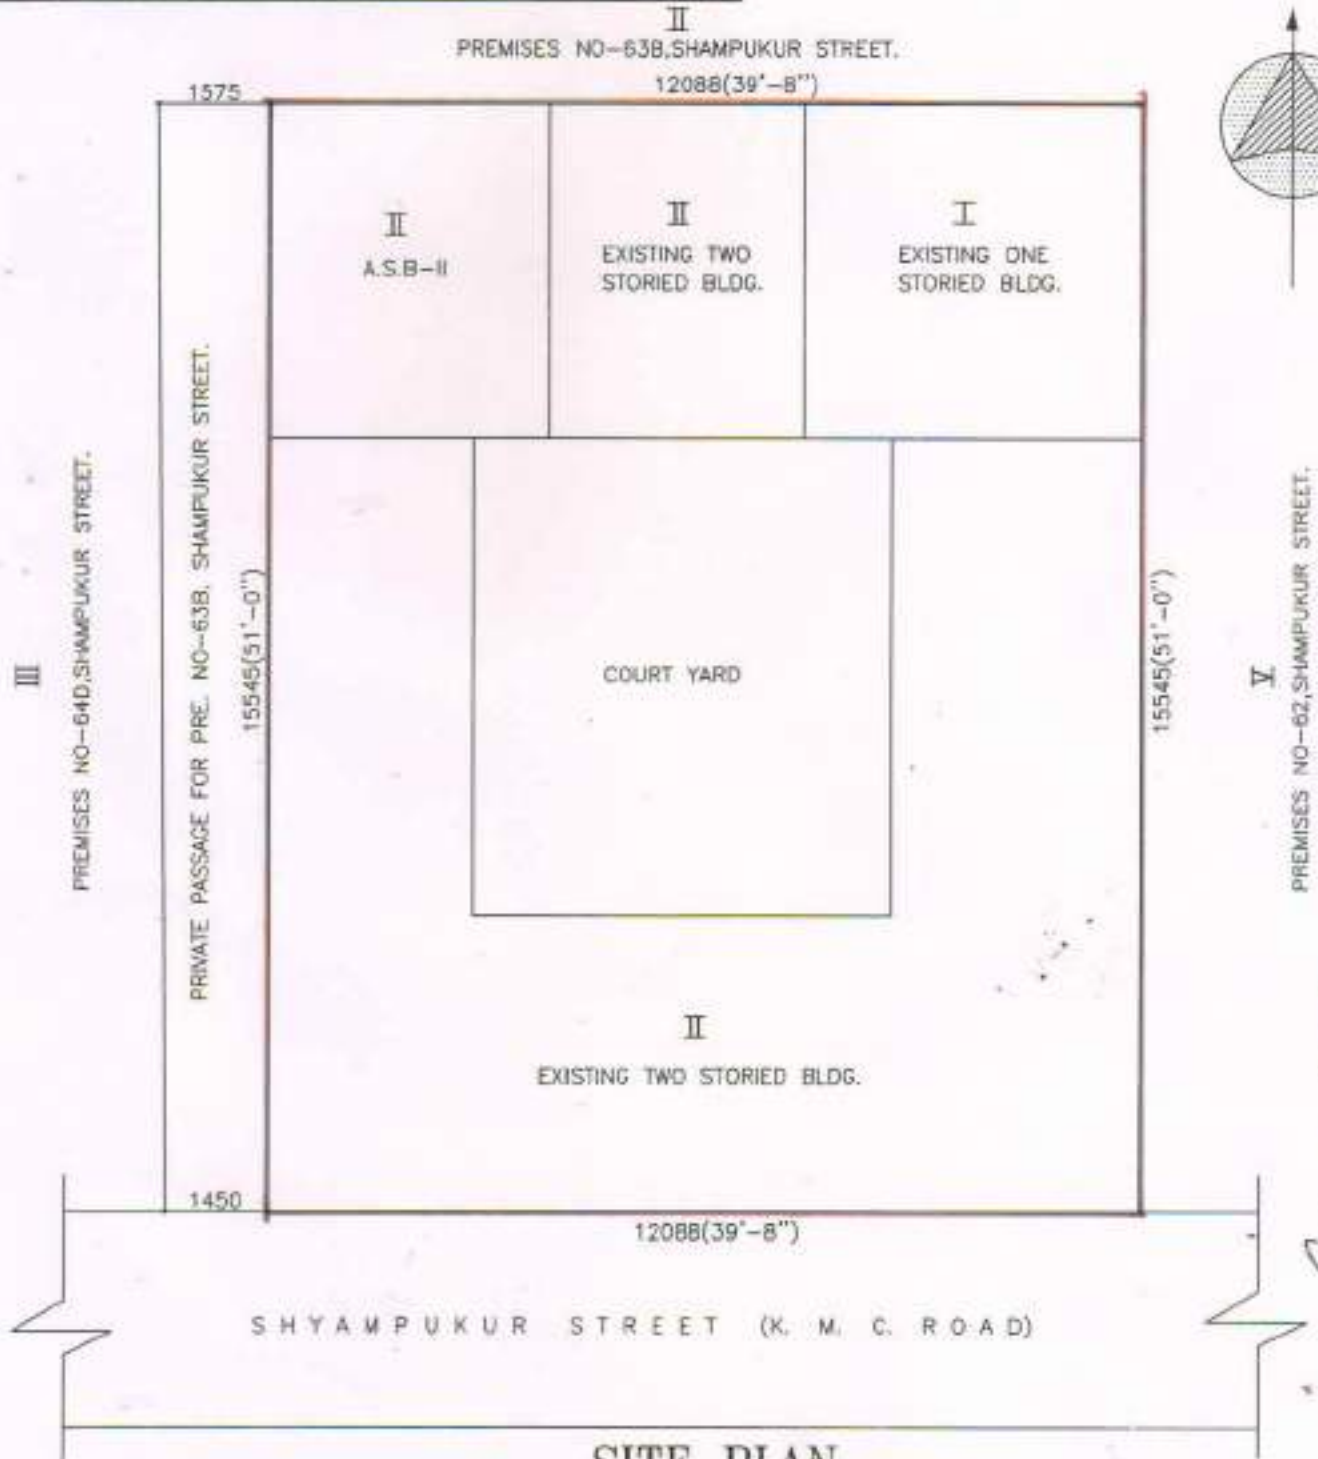 II
PREMISES NO-63B,SHAMPUKUR STREET.
12088(39'-8")
1575
II
A.S.B-II
II
EXISTING TWO
STORIED BLDG.
I
EXISTING ONE
STORIED BLDG.
III
PREMISES NO-64D,SHAMPUKUR STREET.
PRIVATE PASSAGE FOR PRE. NO-63B, SHAMPUKUR STREET.
15545(51'-0")
COURT YARD
15545(51'-0")
V
PREMISES NO-62,SHAMPUKUR STREET.
II
EXISTING TWO STORIED BLDG.
1450
12088(39'-8")
SHYAMPUKUR STREET (K. M. C. ROAD)
SITE PLAN